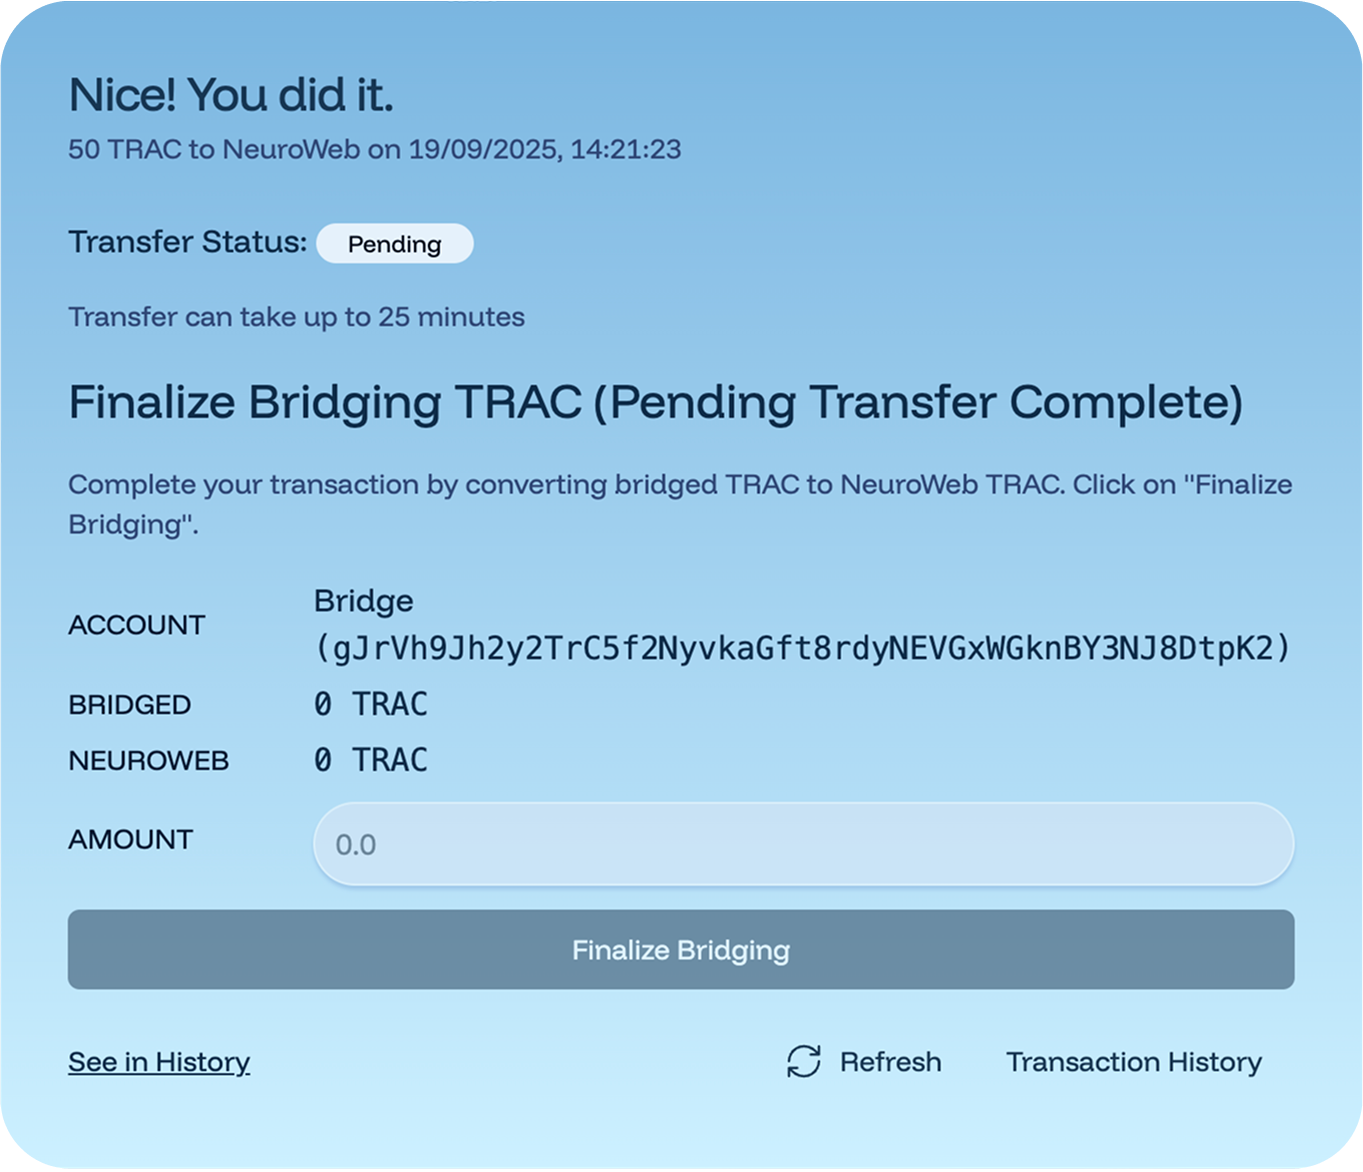 Nice! You did it.
50 TRAC to NeuroWeb on 19/09/2025, 14:21:23
Transfer Status: Pending
Transfer can take up to 25 minutes
Finalize Bridging TRAC (Pending Transfer Complete)
Complete your transaction by converting bridged TRAC to NeuroWeb TRAC. Click on "Finalize
Bridging".
ACCOUNT
Bridge
(gJrVh9Jh2y2TrC5f2NyvkaGft8rdyNEVGxWGknBY3NJ8DtpK2)
BRIDGED 0 TRAC
NEUROWEB 0 TRAC
AMOUNT 0.0
Finalize Bridging
See in History Refresh Transaction History